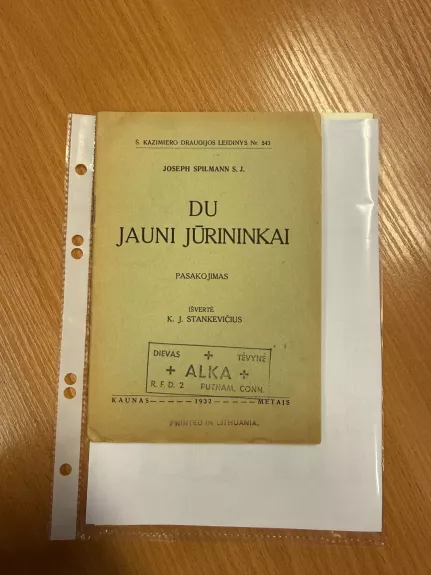 Š. KAZIMIERO DRAUGIJOS LEIDINYS Nr. 543
JOSEPH SPILMANN S. J.
DU
JAUNI JŪRININKAI
PASAKOJIMAS
IŠVERTĖ
K. J. STANKEVIČIUS
DIEVAS + TĖVYNĖ
+ ALKA +
R. F. D. 2 PUTNAM, CONN.
KAUNAS — — — — — 1932 — — — — — METAIS
PRINTED IN LITHUANIA.